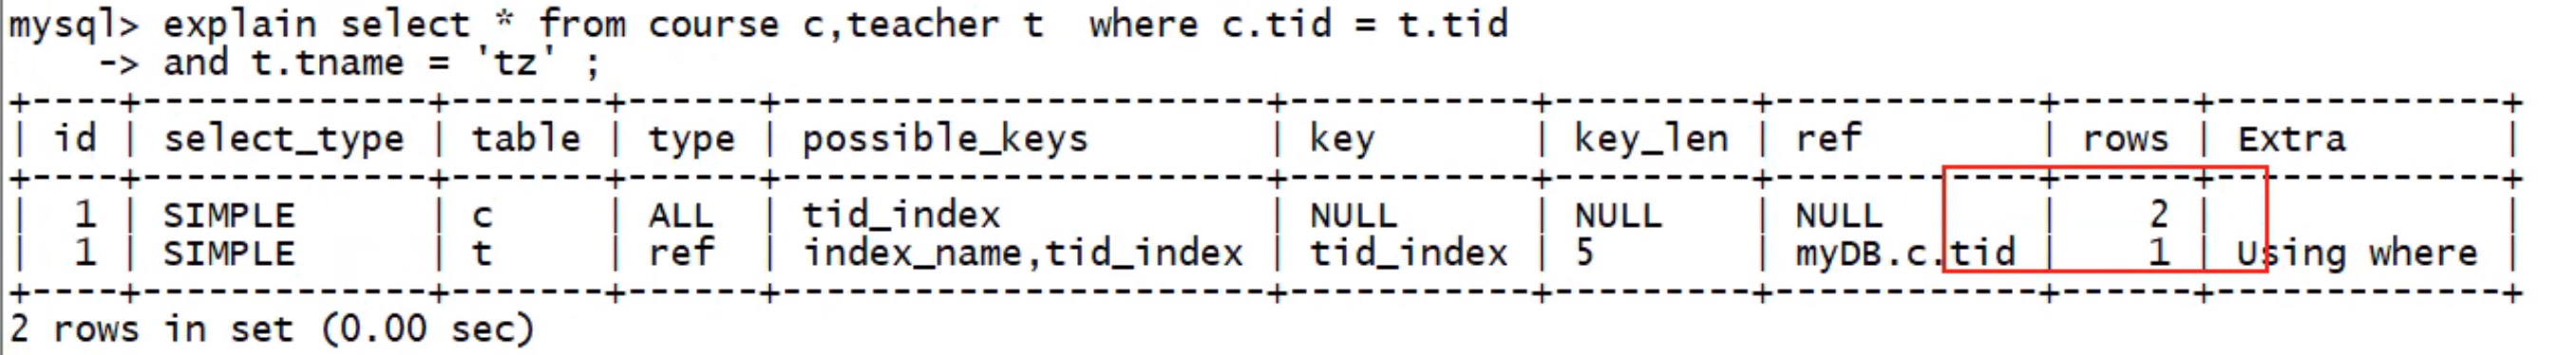 mysql> explain select * from course c,teacher t  where c.tid = t.tid
    -> and t.tname = 'tz' ;
+----+-------------+-------+------+----------------------+-----------+---------+------------+------+-------------+
| id | select_type | table | type | possible_keys        | key       | key_len | ref        | rows | Extra       |
+----+-------------+-------+------+----------------------+-----------+---------+------------+------+-------------+
|  1 | SIMPLE      | c     | ALL  | tid_index            | NULL      | NULL    | NULL       |    2 |             |
|  1 | SIMPLE      | t     | ref  | index_name,tid_index | tid_index | 5       | myDB.c.tid |    1 | Using where |
+----+-------------+-------+------+----------------------+-----------+---------+------------+------+-------------+
2 rows in set (0.00 sec)